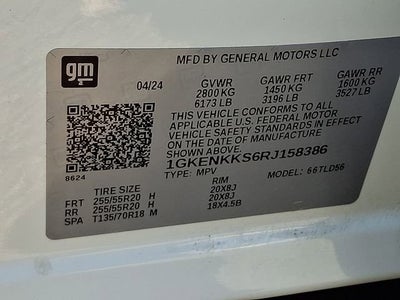 gm
MFD BY GENERAL MOTORS LLC
04/24 GVWR GAWR FRT GAWR RR
2800 KG 1450 KG 1600 KG
6173 LB 3196 LB 3527 LB
THIS VEHICLE CONFORMS TO ALL APPLICABLE
U.S. FEDERAL MOTOR
VEHICLE SAFETY STANDARDS IN EFFECT ON THE
DATE OF MANUFACTURE
1GKENKKS6RJ158386
TYPE: MPV MODEL: 66TLD56
8624
TIRE SIZE RIM
FRT 255/55R20 H 20X8J
RR 255/55R20 H 20X8J
SPA T135/70R18 M 18X4.5B